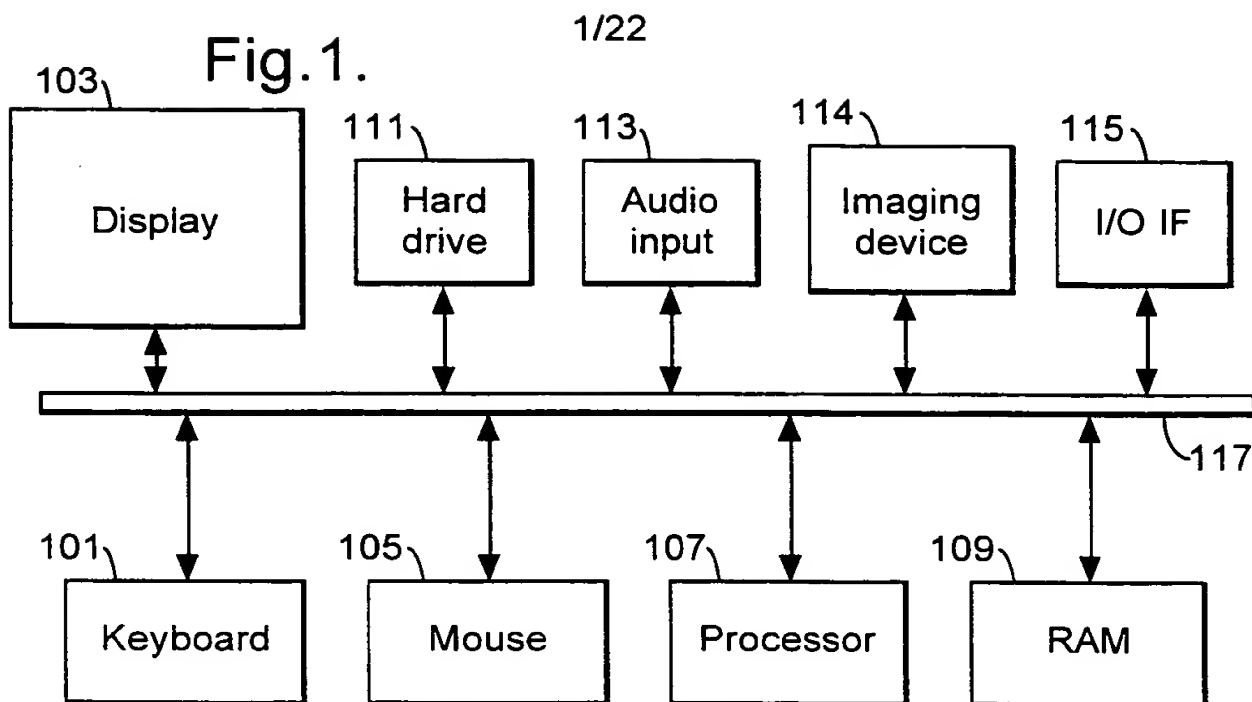 1/22
Fig.1.
103
111
113
114
115
Display
Hard
drive
Audio
input
Imaging
device
I/O IF
117
101
105
107
109
Keyboard
Mouse
Processor
RAM